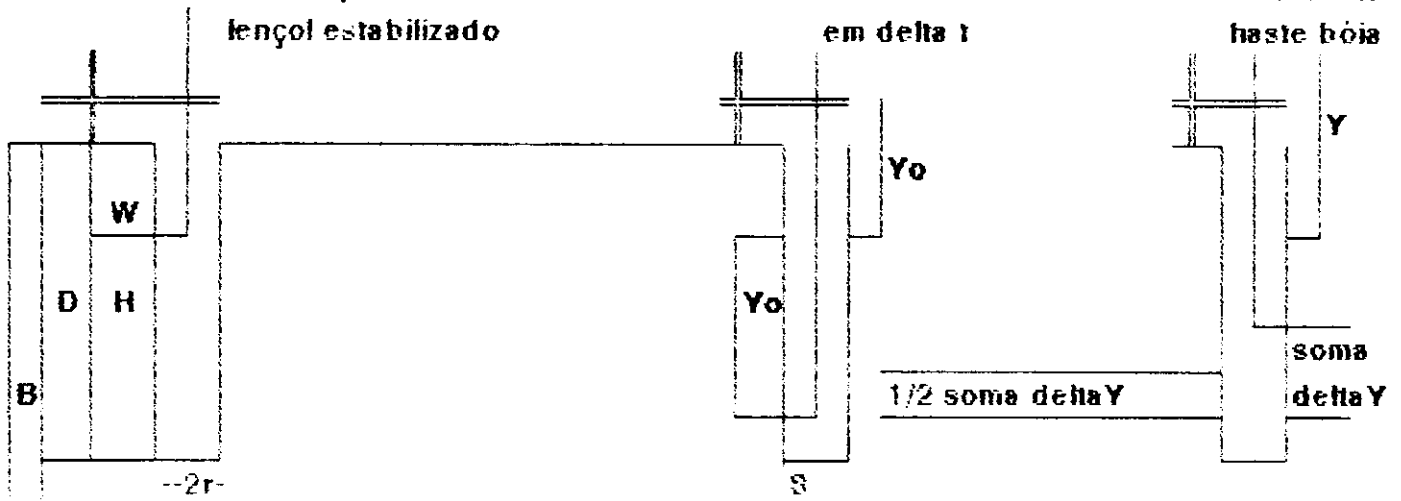 lençol estabilizado em delta t haste bóia
Y
Yo
W
D H Yo
soma
B 1/2 soma deltaY deltaY
--2r- S